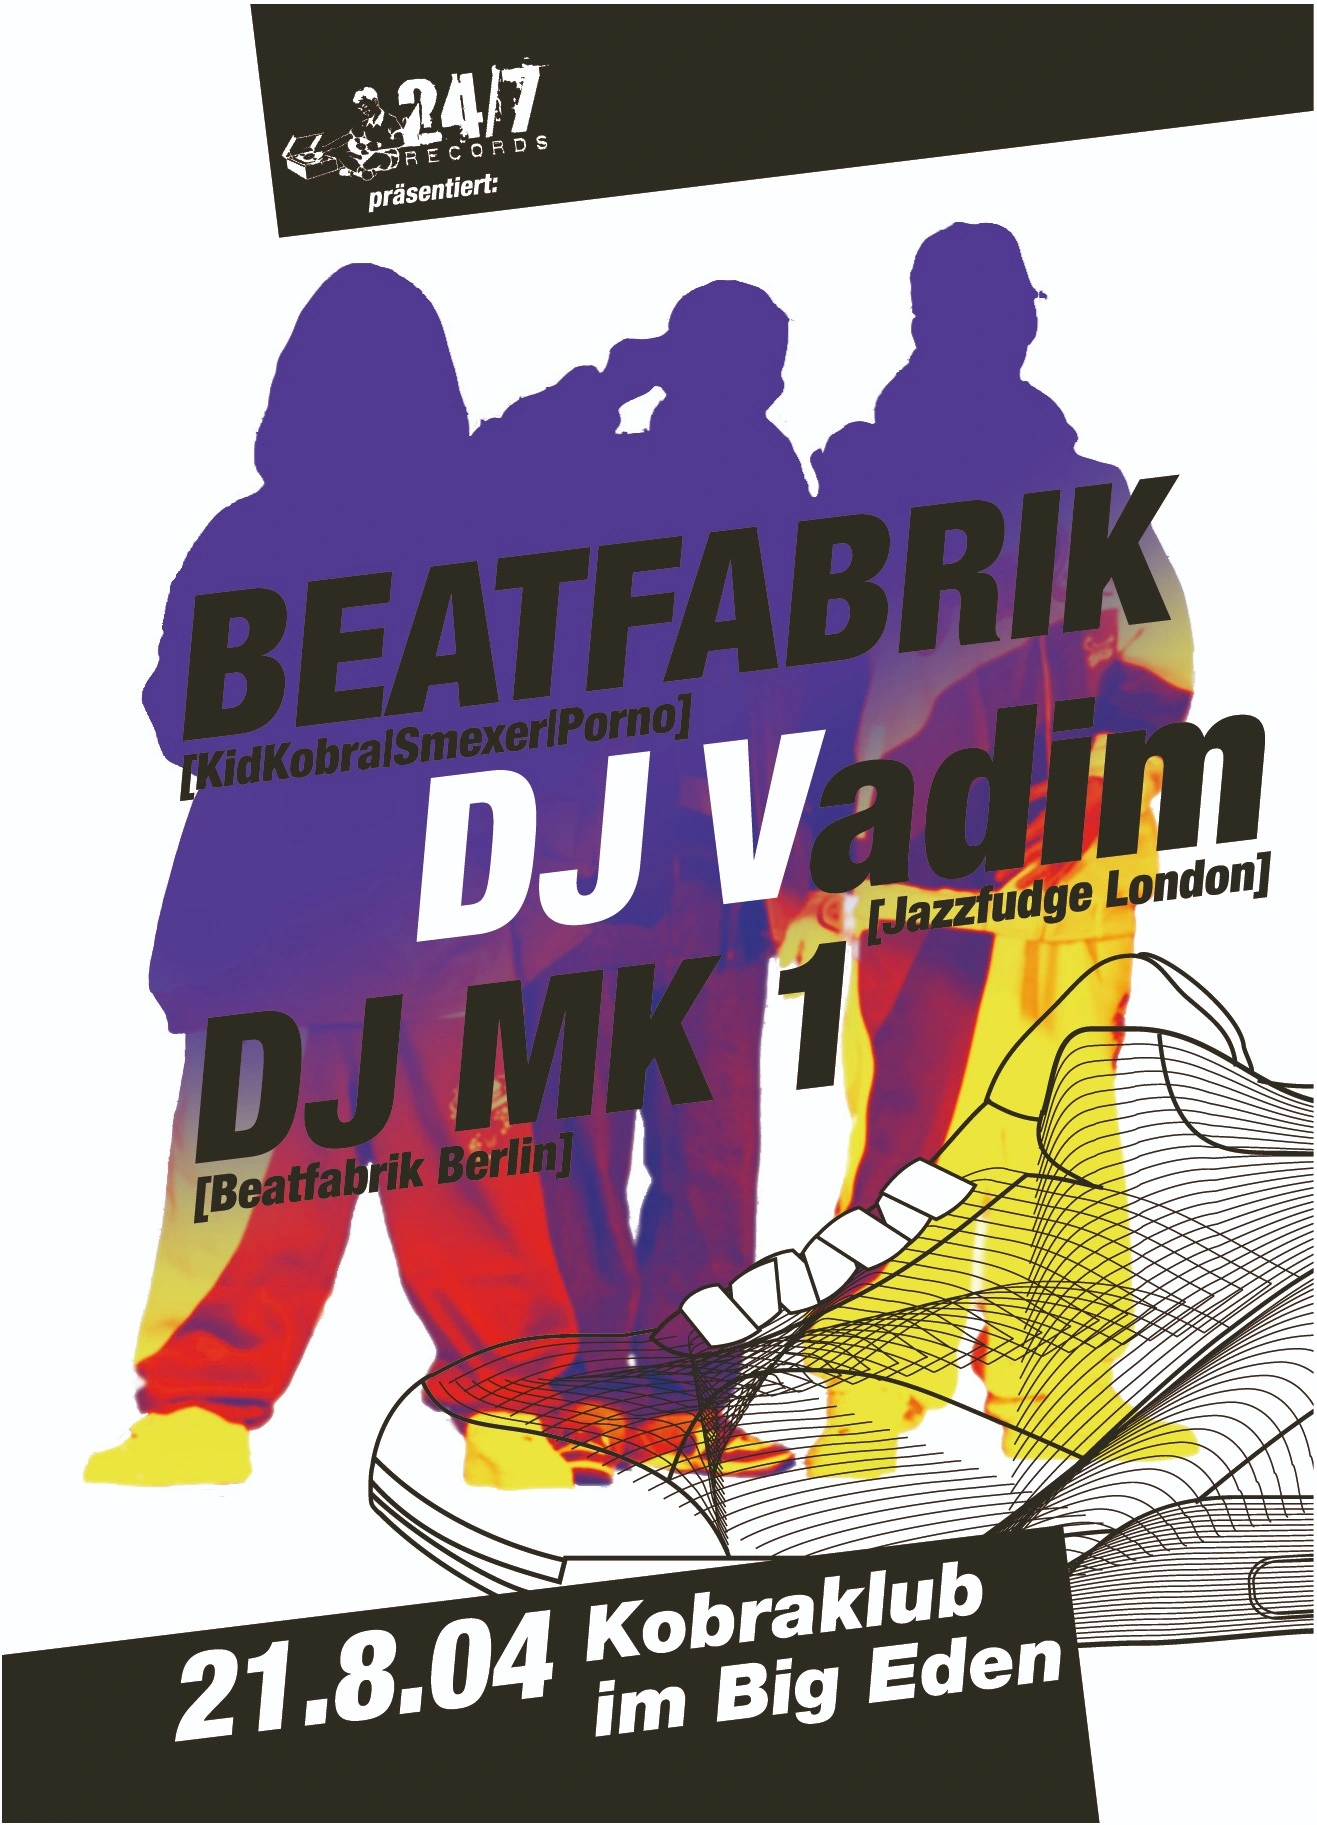 24/7
RECORDS
präsentiert:
BEATFABRIK
[KidKobra|Smexer|Porno]
DJ Vadim
[Jazzfudge London]
DJ MK 1
[Beatfabrik Berlin]
21.8.04 Kobraklub
im Big Eden